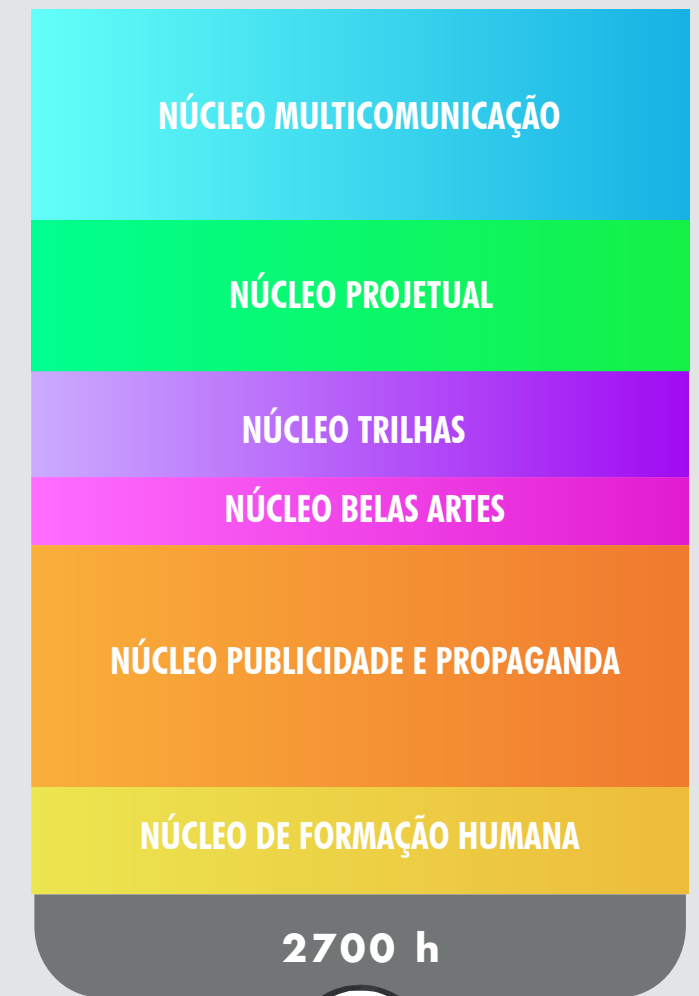 NÚCLEO MULTICOMUNICAÇÃO
NÚCLEO PROJETUAL
NÚCLEO TRILHAS
NÚCLEO BELAS ARTES
NÚCLEO PUBLICIDADE E PROPAGANDA
NÚCLEO DE FORMAÇÃO HUMANA
2700 h